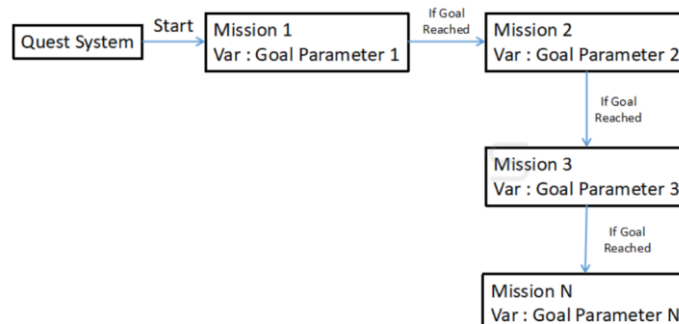 Quest System
Start
Mission 1
Var : Goal Parameter 1
If Goal
Reached
Mission 2
Var : Goal Parameter 2
If Goal
Reached
Mission 3
Var : Goal Parameter 3
If Goal
Reached
Mission N
Var : Goal Parameter N